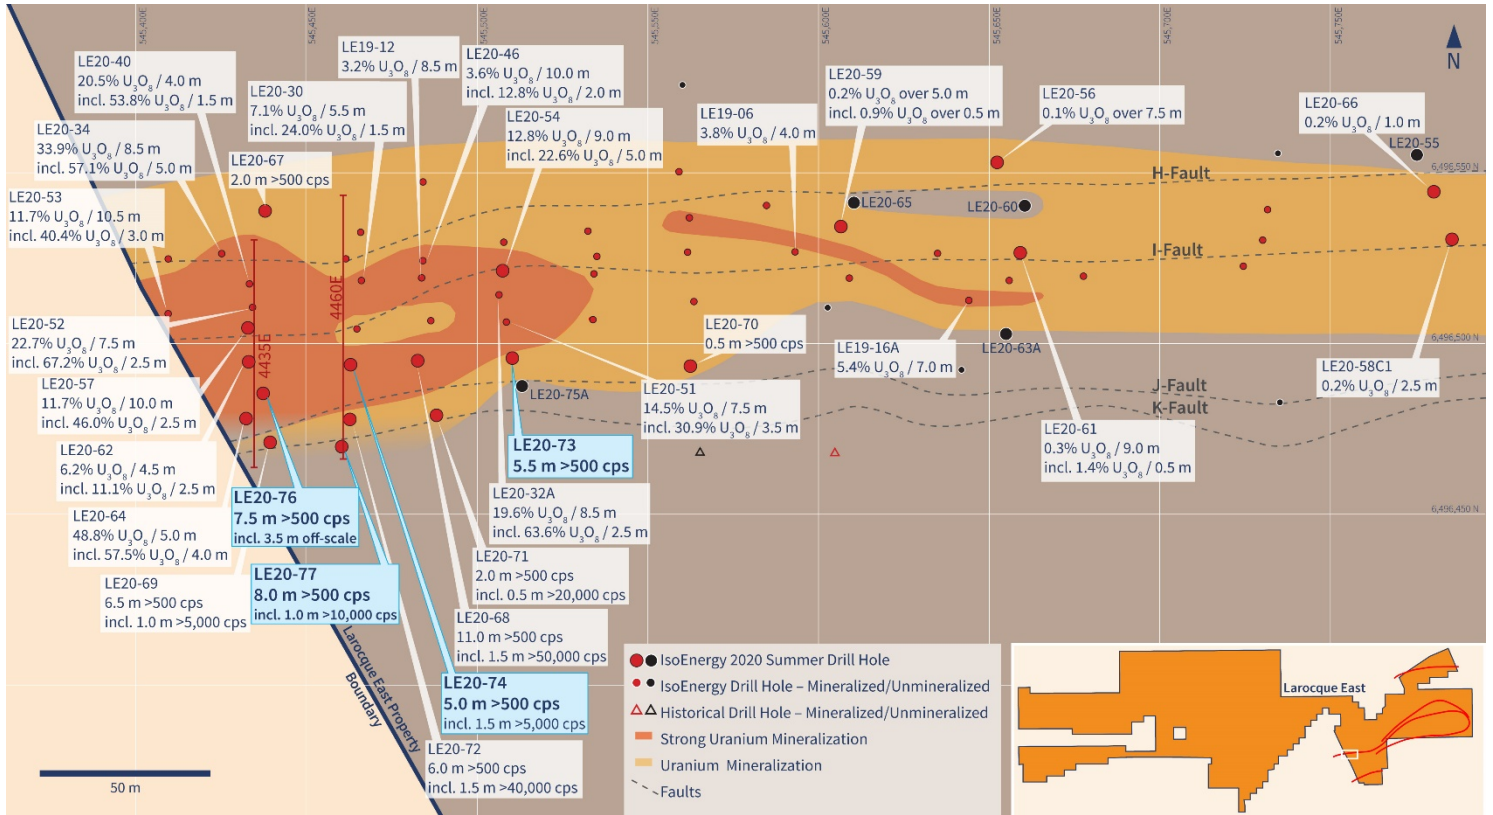 545,400E
545,450E
545,500E
545,550E
545,600E
545,650E
545,700E
545,750E
N
LE20-40
20.5% U3O8 / 4.0 m
incl. 53.8% U3O8 / 1.5 m
LE19-12
3.2% U3O8 / 8.5 m
LE20-46
3.6% U3O8 / 10.0 m
incl. 12.8% U3O8 / 2.0 m
LE20-30
7.1% U3O8 / 5.5 m
incl. 24.0% U3O8 / 1.5 m
LE20-54
12.8% U3O8 / 9.0 m
incl. 22.6% U3O8 / 5.0 m
LE19-06
3.8% U3O8 / 4.0 m
LE20-59
0.2% U3O8 over 5.0 m
incl. 0.9% U3O8 over 0.5 m
LE20-56
0.1% U3O8 over 7.5 m
LE20-66
0.2% U3O8 / 1.0 m
LE20-55
LE20-34
33.9% U3O8 / 8.5 m
incl. 57.1% U3O8 / 5.0 m
LE20-67
2.0 m >500 cps
6,496,550N
H-Fault
LE20-53
11.7% U3O8 / 10.5 m
incl. 40.4% U3O8 / 3.0 m
LE20-65
LE20-60
I-Fault
4460E
4435E
LE20-52
22.7% U3O8 / 7.5 m
incl. 67.2% U3O8 / 2.5 m
LE20-70
0.5 m >500 cps
LE19-16A
5.4% U3O8 / 7.0 m
LE20-63A
6,496,500N
LE20-58C1
0.2% U3O8 / 2.5 m
LE20-57
11.7% U3O8 / 10.0 m
incl. 46.0% U3O8 / 2.5 m
LE20-75A
LE20-51
14.5% U3O8 / 7.5 m
incl. 30.9% U3O8 / 3.5 m
J-Fault
K-Fault
LE20-61
0.3% U3O8 / 9.0 m
incl. 1.4% U3O8 / 0.5 m
LE20-62
6.2% U3O8 / 4.5 m
incl. 11.1% U3O8 / 2.5 m
LE20-73
5.5 m >500 cps
LE20-76
7.5 m >500 cps
incl. 3.5 m off-scale
LE20-32A
19.6% U3O8 / 8.5 m
incl. 63.6% U3O8 / 2.5 m
6,496,450N
LE20-64
48.8% U3O8 / 5.0 m
incl. 57.5% U3O8 / 4.0 m
LE20-71
2.0 m >500 cps
incl. 0.5 m >20,000 cps
LE20-69
6.5 m >500 cps
incl. 1.0 m >5,000 cps
LE20-77
8.0 m >500 cps
incl. 1.0 m >10,000 cps
LE20-68
11.0 m >500 cps
incl. 1.5 m >50,000 cps
Larocque East Property
Boundary
LE20-74
5.0 m >500 cps
incl. 1.5 m >5,000 cps
LE20-72
6.0 m >500 cps
incl. 1.5 m >40,000 cps
50 m
IsoEnergy 2020 Summer Drill Hole
IsoEnergy Drill Hole – Mineralized/Unmineralized
Historical Drill Hole – Mineralized/Unmineralized
Strong Uranium Mineralization
Uranium Mineralization
Faults
Larocque East